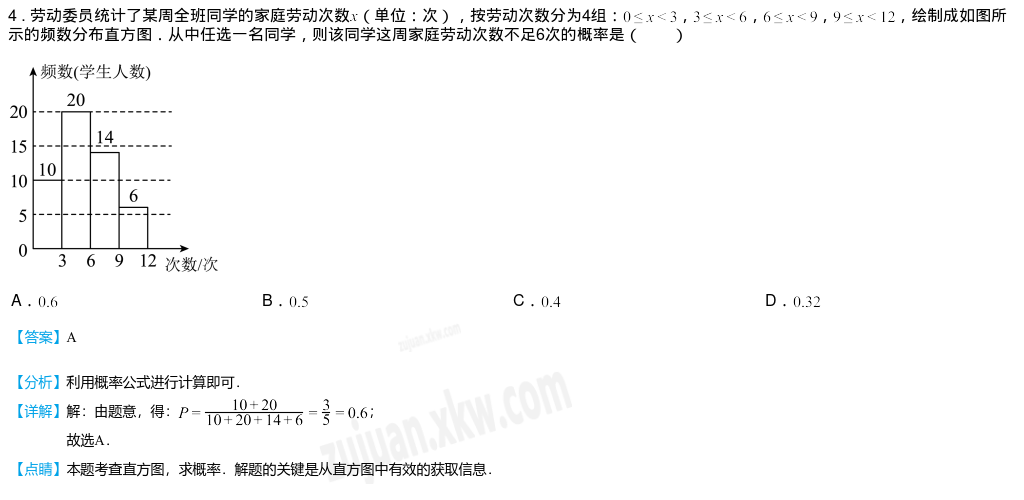 4．劳动委员统计了某周全班同学的家庭劳动次数x（单位：次），按劳动次数分为4组：0≤x<3，3≤x<6，6≤x<9，9≤x<12，绘制成如图所
示的频数分布直方图．从中任选一名同学，则该同学这周家庭劳动次数不足6次的概率是（　　）
频数(学生人数)
20
20
15
14
10
10
6
5
0
3 6 9 12 次数/次
A．0.6 B．0.5 C．0.4 D．0.32
【答案】A
【分析】利用概率公式进行计算即可．
【详解】解：由题意，得：P=\frac{10+20}{10+20+14+6}=\frac{3}{5}=0.6；
故选A．
【点睛】本题考查直方图，求概率．解题的关键是从直方图中有效的获取信息．
zujuan.xkw.com
zujuan.xkw.com